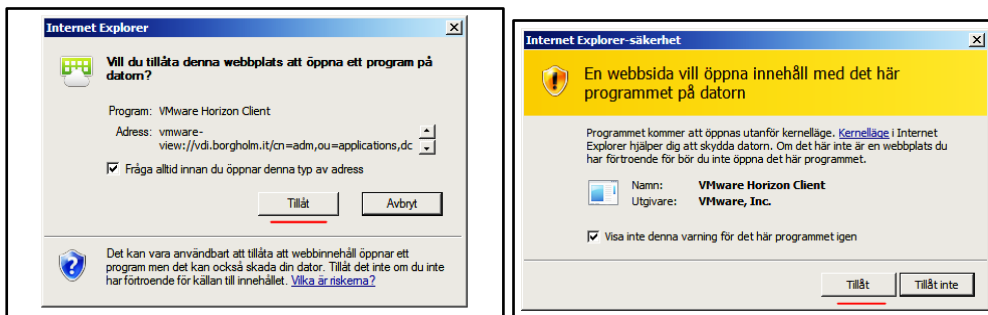 Internet Explorer
Vill du tillåta denna webbplats att öppna ett program på
datorn?
Program: VMware Horizon Client
Adress: vmware-
view://vdi.borgholm.it/cn=adm,ou=applications,dc
Fråga alltid innan du öppnar denna typ av adress
Tillåt
Avbryt
Det kan vara användbart att tillåta att webbinnehåll öppnar ett
program men det kan också skada din dator. Tillåt det inte om du inte
har förtroende för källan till innehållet. Vilka är riskerna?
Internet Explorer-säkerhet
En webbsida vill öppna innehåll med det här
programmet på datorn
Programmet kommer att öppnas utanför kernelläge. Kernelläge i Internet
Explorer hjälper dig att skydda datorn. Om det här inte är en webbplats du
har förtroende för bör du inte öppna det här programmet.
Namn: VMware Horizon Client
Utgivare: VMware, Inc.
Visa inte denna varning för det här programmet igen
Tillåt
Tillåt inte